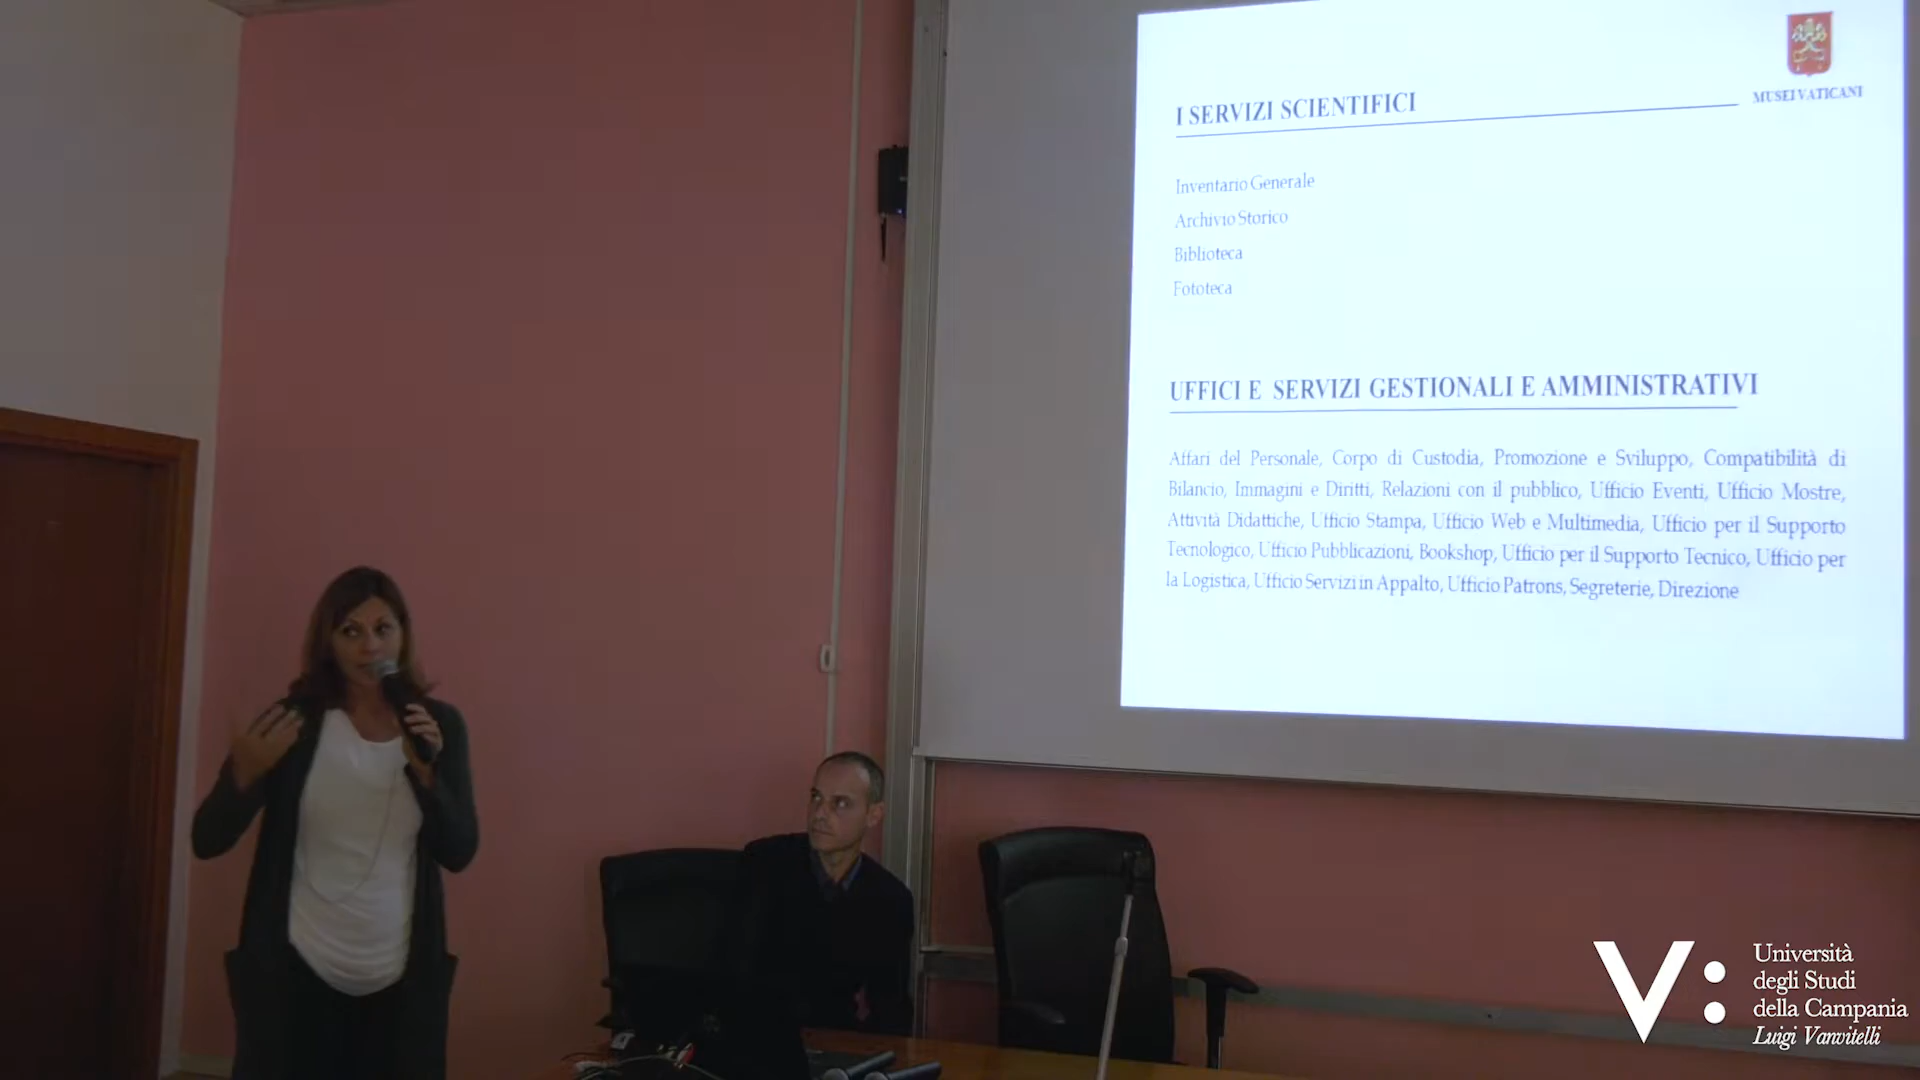 MUSEI VATICANI
I SERVIZI SCIENTIFICI
Inventario Generale
Archivio Storico
Biblioteca
Fototeca
UFFICI E SERVIZI GESTIONALI E AMMINISTRATIVI
Affari del Personale, Corpo di Custodia, Promozione e Sviluppo, Compatibilità di
Bilancio, Immagini e Diritti, Relazioni con il pubblico, Ufficio Eventi, Ufficio Mostre,
Attività Didattiche, Ufficio Stampa, Ufficio Web e Multimedia, Ufficio per il Supporto
Tecnologico, Ufficio Pubblicazioni, Bookshop, Ufficio per il Supporto Tecnico, Ufficio per
la Logistica, Ufficio Servizi in Appalto, Ufficio Patrons, Segreterie, Direzione
V:
Università
degli Studi
della Campania
Luigi Vanvitelli